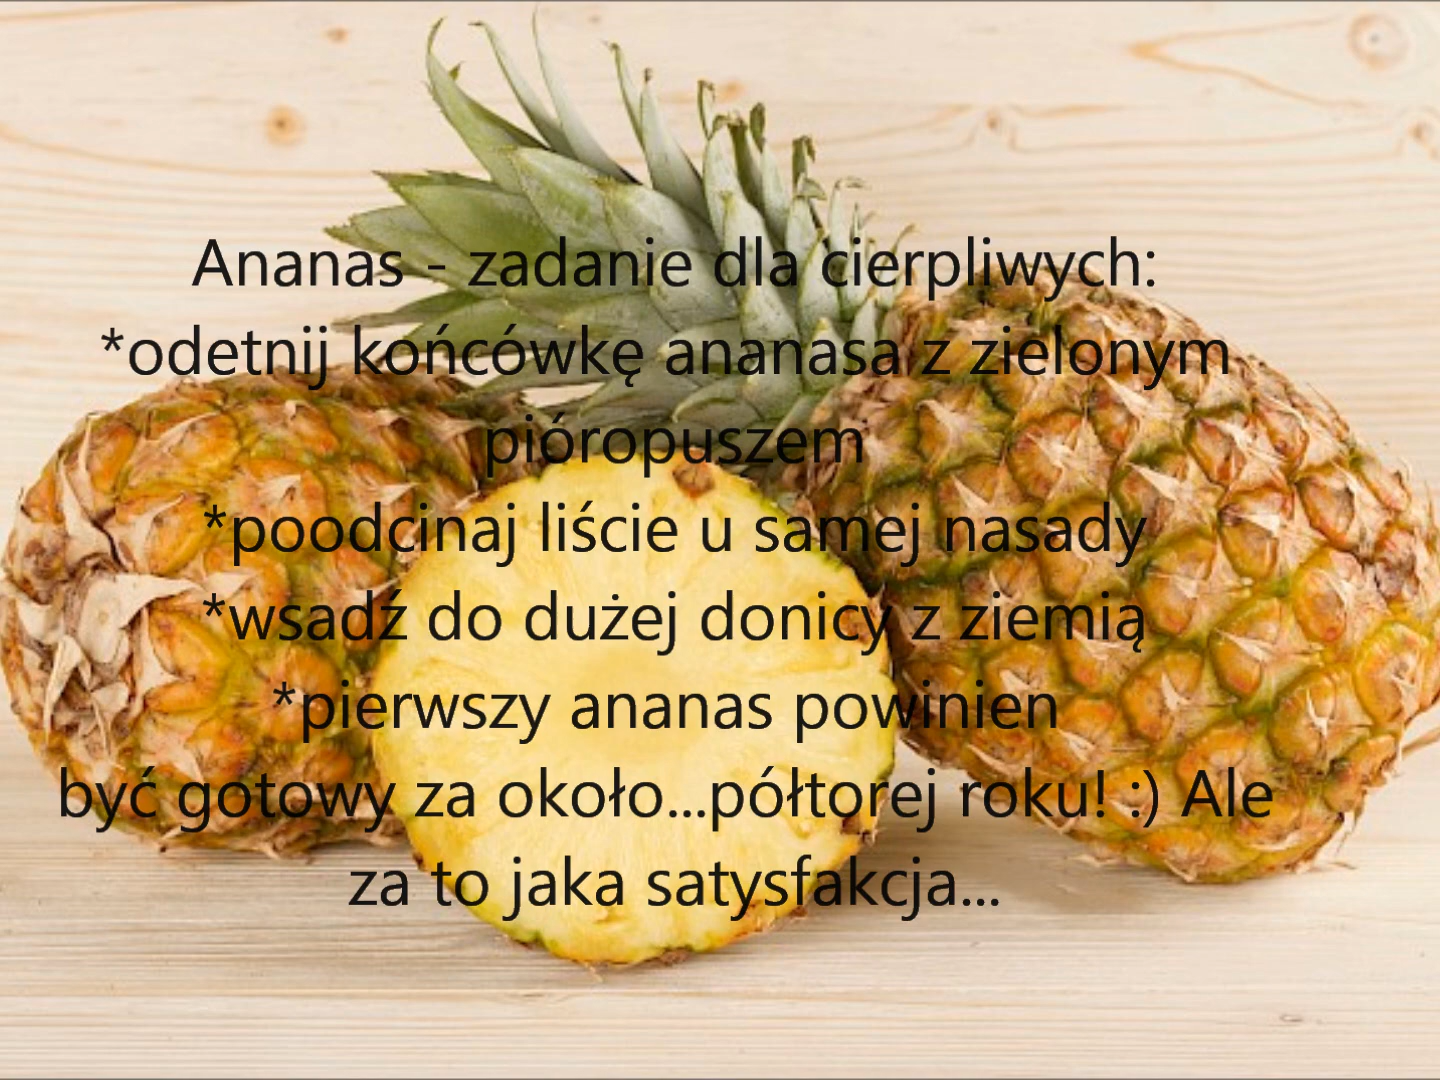 Ananas - zadanie dla cierpliwych:
*odetnij końcówkę ananasa z zielonym
pióropuszem
*poodcinaj liście u samej nasady
*wsadź do dużej donicy z ziemią
*pierwszy ananas powinien
być gotowy za około...półtorej roku! :) Ale
za to jaka satysfakcja...